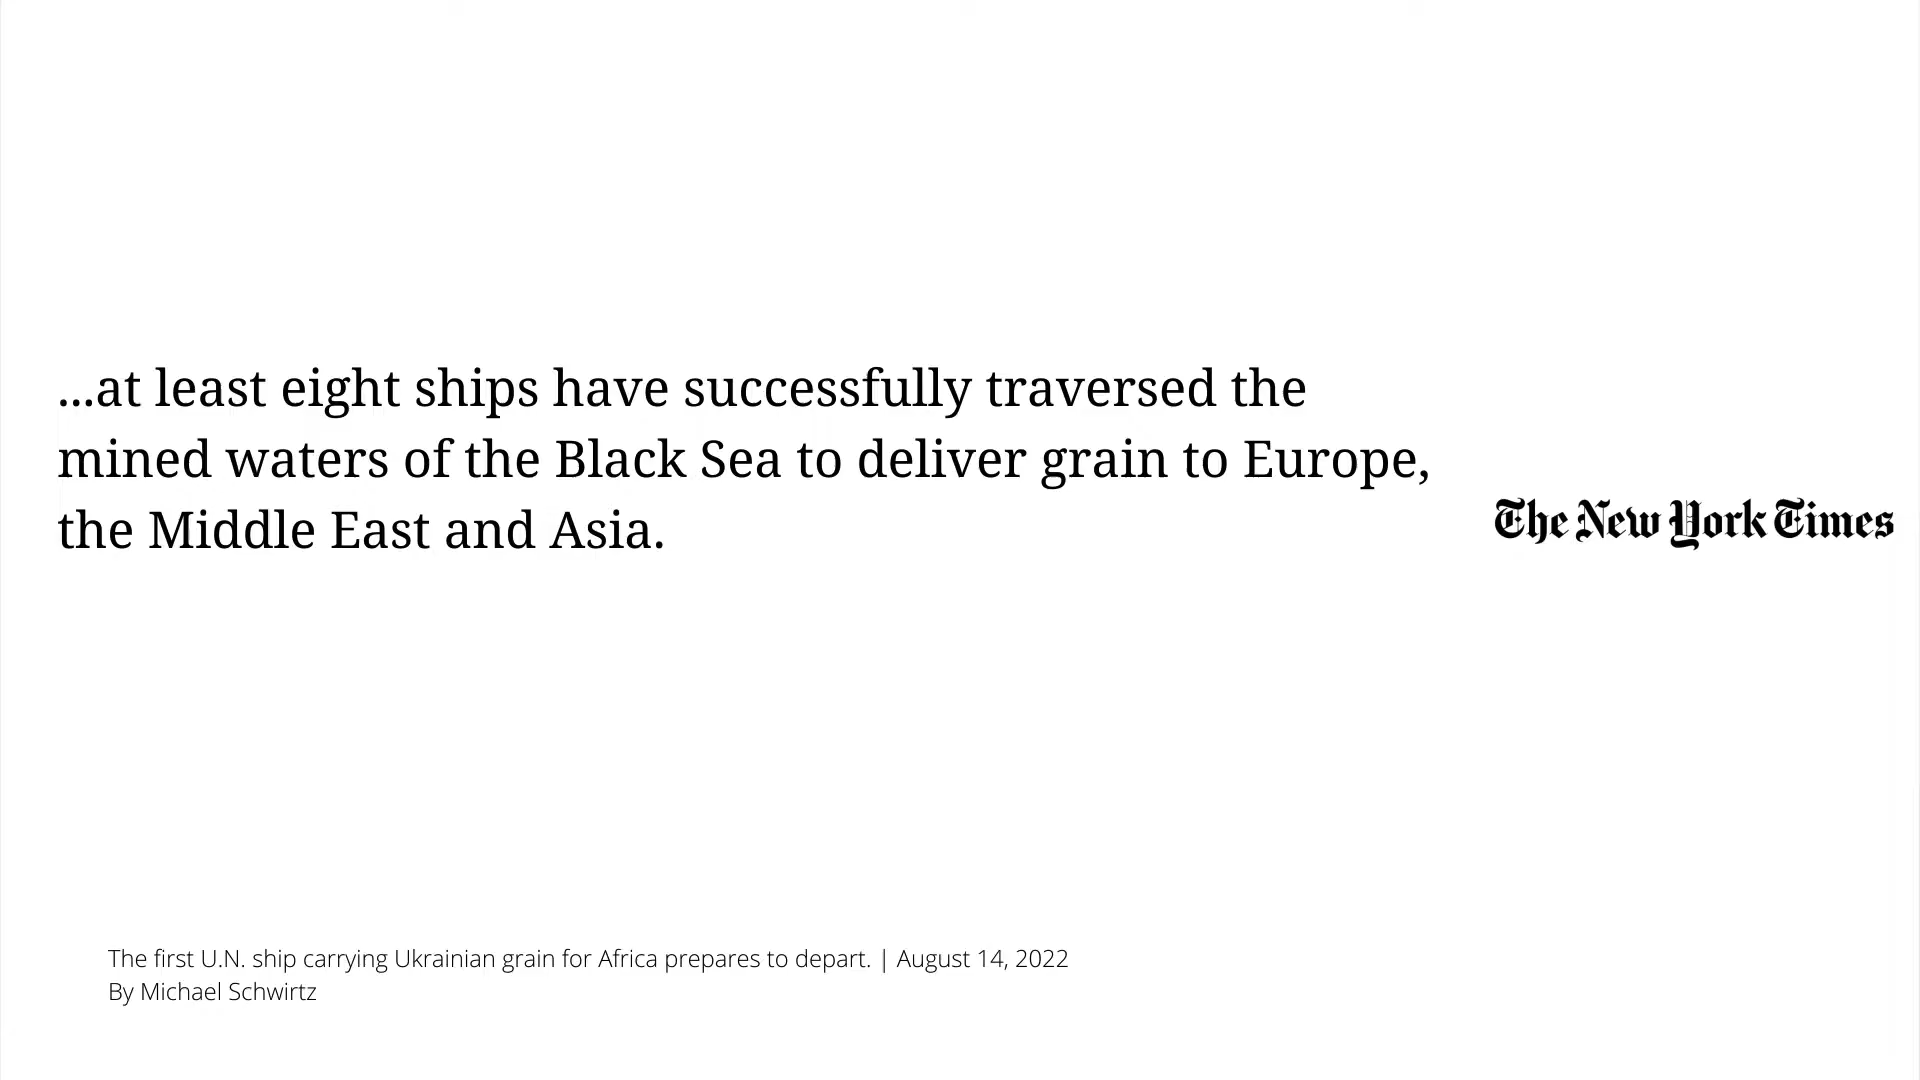 ...at least eight ships have successfully traversed the
mined waters of the Black Sea to deliver grain to Europe,
the Middle East and Asia.
The New York Times
The first U.N. ship carrying Ukrainian grain for Africa prepares to depart. | August 14, 2022
By Michael Schwirtz